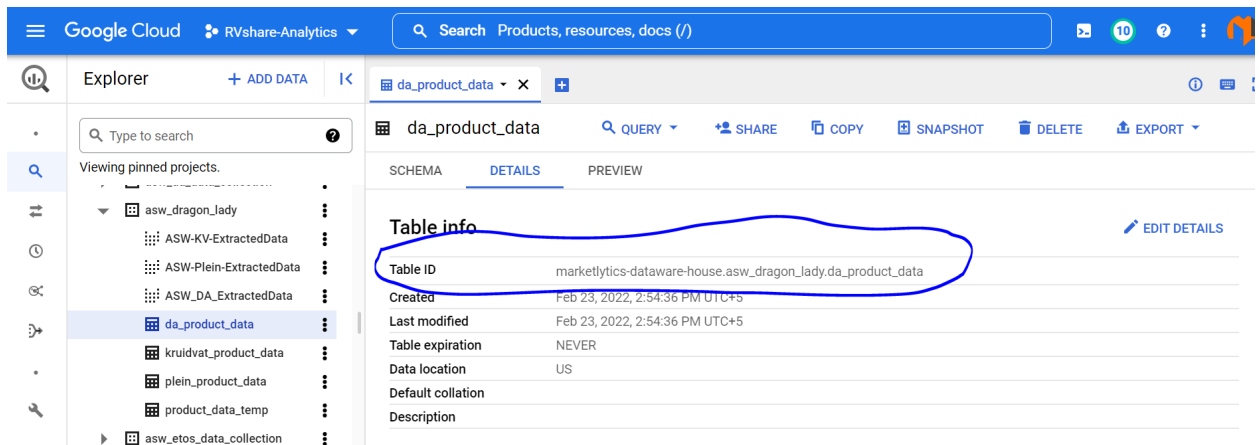 Google Cloud RVshare-Analytics Search Products, resources, docs (/) 10
Explorer + ADD DATA
Type to search
Viewing pinned projects.
asw_dragon_lady
ASW-KV-ExtractedData
ASW-Plein-ExtractedData
ASW_DA_ExtractedData
da_product_data
kruidvat_product_data
plein_product_data
product_data_temp
asw_etos_data_collection
da_product_data
da_product_data QUERY SHARE COPY SNAPSHOT DELETE EXPORT
SCHEMA DETAILS PREVIEW
Table info EDIT DETAILS
Table ID marketlytics-dataware-house.asw_dragon_lady.da_product_data
Created Feb 23, 2022, 2:54:36 PM UTC+5
Last modified Feb 23, 2022, 2:54:36 PM UTC+5
Table expiration NEVER
Data location US
Default collation
Description